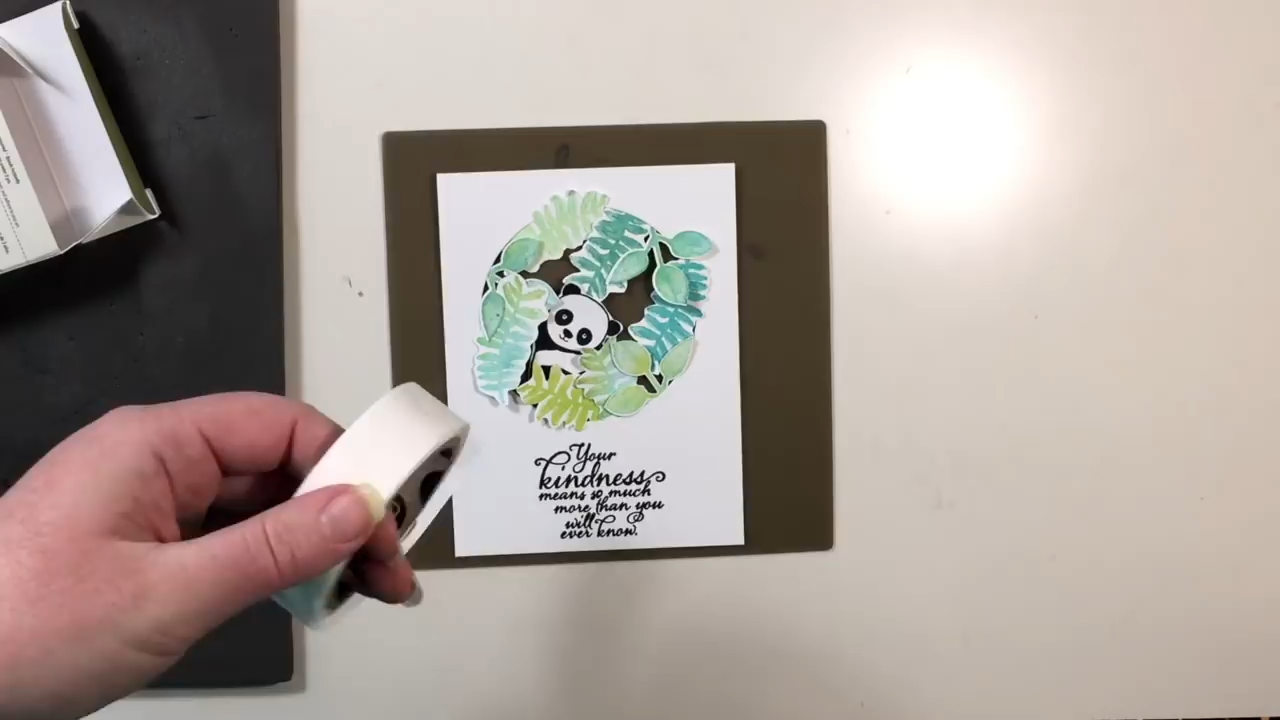 Your
kindness
means so much
more than you
will
ever know.